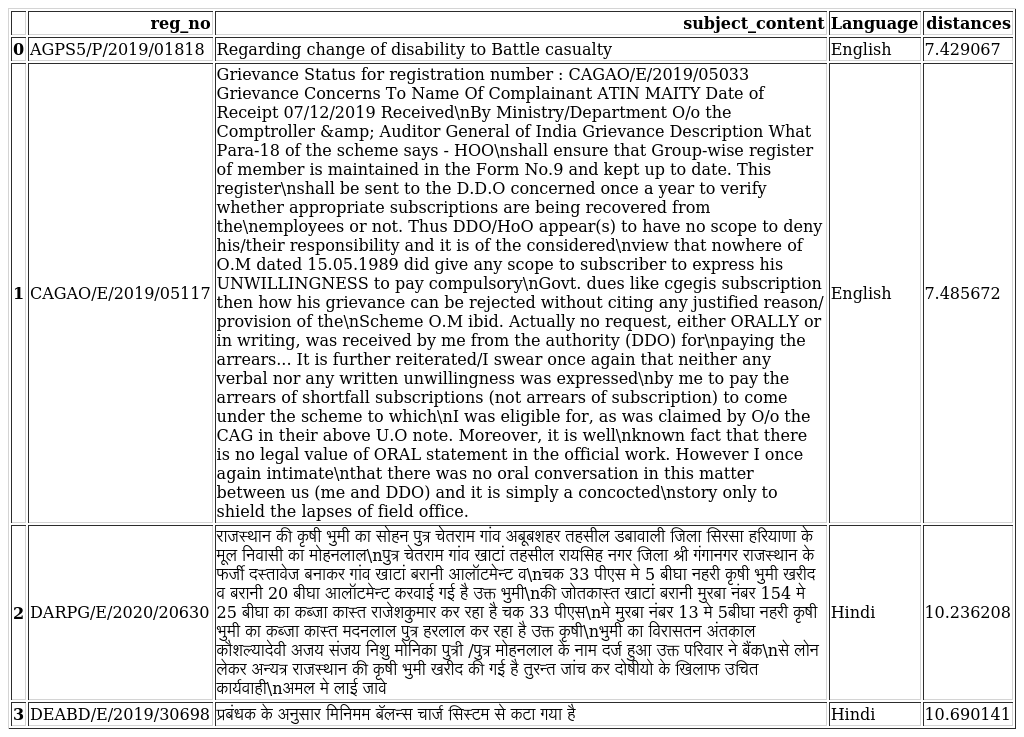 reg_no subject_content Language distances
0 AGPS5/P/2019/01818 Regarding change of disability to Battle casualty English 7.429067
Grievance Status for registration number : CAGAO/E/2019/05033
Grievance Concerns To Name Of Complainant ATIN MAITY Date of
Receipt 07/12/2019 Received\nBy Ministry/Department O/o the
Comptroller &amp; Auditor General of India Grievance Description What
Para-18 of the scheme says - HOO\nshall ensure that Group-wise register
of member is maintained in the Form No.9 and kept up to date. This
register\nshall be sent to the D.D.O concerned once a year to verify
whether appropriate subscriptions are being recovered from
the\nemployees or not. Thus DDO/HoO appear(s) to have no scope to deny
his/their responsibility and it is of the considered\nview that nowhere of
O.M dated 15.05.1989 did give any scope to subscriber to express his
UNWILLINGNESS to pay compulsory\nGovt. dues like cgegis subscription
1 CAGAO/E/2019/05117 then how his grievance can be rejected without citing any justified reason/ English 7.485672
provision of the\nScheme O.M ibid. Actually no request, either ORALLY or
in writing, was received by me from the authority (DDO) for\npaying the
arrears... It is further reiterated/I swear once again that neither any
verbal nor any written unwillingness was expressed\nby me to pay the
arrears of shortfall subscriptions (not arrears of subscription) to come
under the scheme to which\nI was eligible for, as was claimed by O/o the
CAG in their above U.O note. Moreover, it is well\nknown fact that there
is no legal value of ORAL statement in the official work. However I once
again intimate\nthat there was no oral conversation in this matter
between us (me and DDO) and it is simply a concocted\nstory only to
shield the lapses of field office.
राजस्थान की कृषी भुमी का सोहन पुत्र चेतराम गांव अबूबशहर तहसील डबावाली जिला सिरसा हरियाणा के
मूल निवासी का मोहनलाल\nपुत्र चेतराम गांव खाटां तहसील रायसिह नगर जिला श्री गंगानगर राजस्थान के
फर्जी दस्तावेज बनाकर गांव खाटां बरानी आलॉटमेन्ट व\nचक 33 पीएस मे 5 बीघा नहरी कृषी भुमी खरीद
व बरानी 20 बीघा आलॉटमेन्ट करवाई गई है उक्त भुमी\nकी जोतकास्त खाटां बरानी मुरबा नंबर 154 मे
2 DARPG/E/2020/20630 25 बीघा का कब्जा कास्त राजेशकुमार कर रहा है चक 33 पीएस\nमे मुरबा नंबर 13 मे 5बीघा नहरी कृषी Hindi 10.236208
भुमी का कब्जा कास्त मदनलाल पुत्र हरलाल कर रहा है उक्त कृषी\nभुमी का विरासतन अंतकाल
कौशल्यादेवी अजय संजय निशु मोनिका पुत्री /पुत्र मोहनलाल के नाम दर्ज हुआ उक्त परिवार ने बैंक\nसे लोन
लेकर अन्यत्र राजस्थान की कृषी भुमी खरीद की गई है तुरन्त जांच कर दोषीयो के खिलाफ उचित
कार्यवाही\nअमल मे लाई जावे
3 DEABD/E/2019/30698 प्रबंधक के अनुसार मिनिमम बॅलन्स चार्ज सिस्टम से कटा गया है Hindi 10.690141